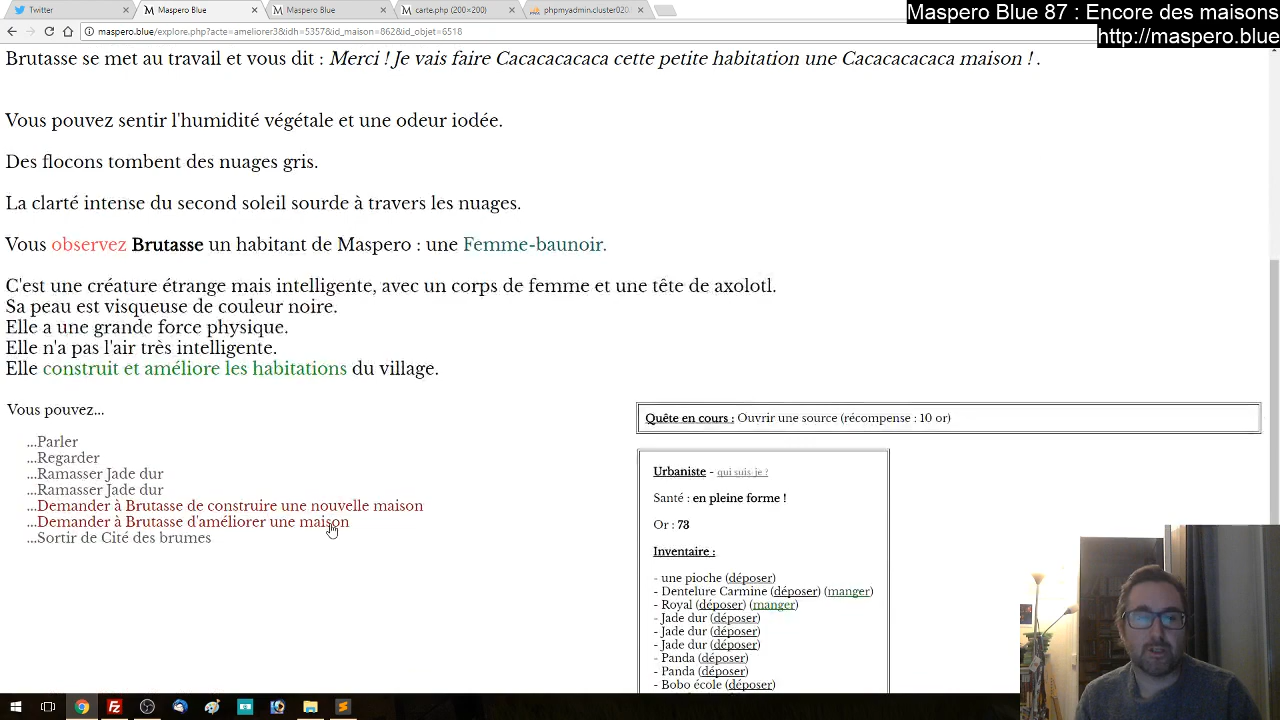 Twitter
Maspero Blue
Maspero Blue
carte.php (200×200)
phpmyadmin.cluster020
Maspero Blue 87 : Encore des maisons
http://maspero.blue
maspero.blue/explore.php?acte=ameliorer3&idh=5357&id_maison=862&id_objet=6518
Brutasse se met au travail et vous dit : Merci ! Je vais faire Cacacacacaca cette petite habitation une Cacacacacaca maison ! .
Vous pouvez sentir l'humidité végétale et une odeur iodée.
Des flocons tombent des nuages gris.
La clarté intense du second soleil sourde à travers les nuages.
Vous observez Brutasse un habitant de Maspero : une Femme-baunoir.
C'est une créature étrange mais intelligente, avec un corps de femme et une tête de axolotl.
Sa peau est visqueuse de couleur noire.
Elle a une grande force physique.
Elle n'a pas l'air très intelligente.
Elle construit et améliore les habitations du village.
Vous pouvez...
...Parler
...Regarder
...Ramasser Jade dur
...Ramasser Jade dur
...Demander à Brutasse de construire une nouvelle maison
...Demander à Brutasse d'améliorer une maison
...Sortir de Cité des brumes
Quête en cours : Ouvrir une source (récompense : 10 or)
Urbaniste - qui suis-je ?
Santé : en pleine forme !
Or : 73
Inventaire :
- une pioche (déposer)
- Dentelure Carmine (déposer) (manger)
- Royal (déposer) (manger)
- Jade dur (déposer)
- Jade dur (déposer)
- Jade dur (déposer)
- Panda (déposer)
- Panda (déposer)
- Bobo école (déposer)